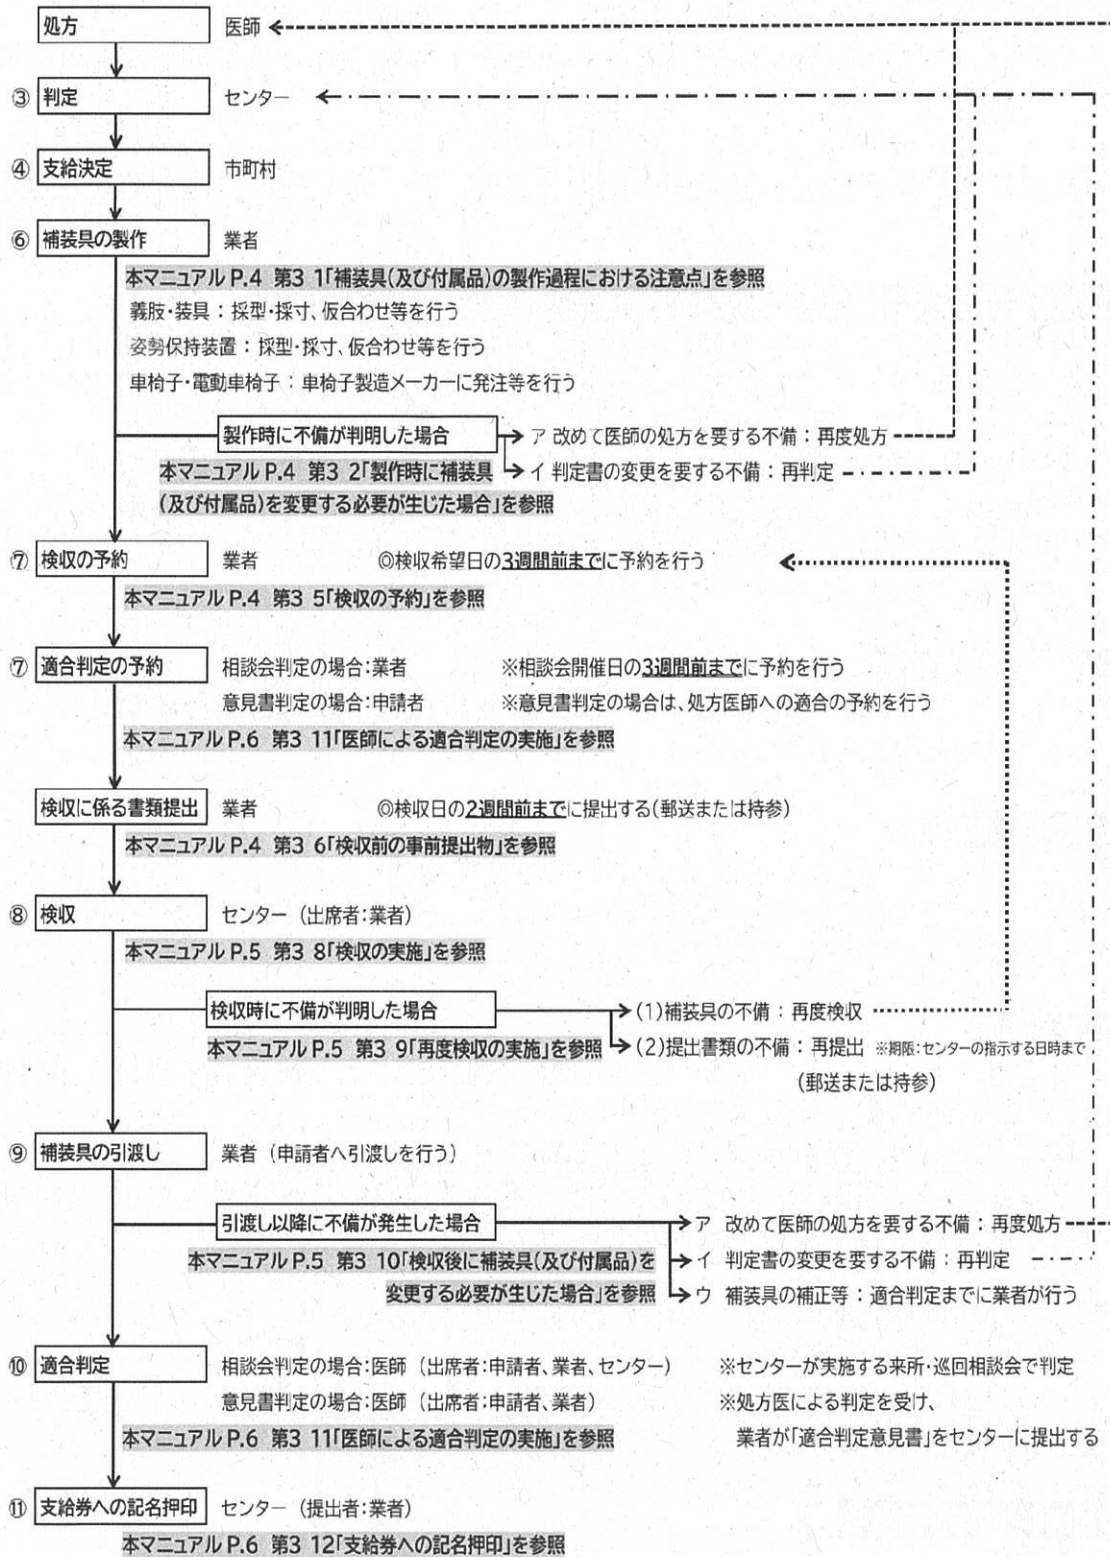 処方 医師
③ 判定 センター
④ 支給決定 市町村
⑥ 補装具の製作 業者
本マニュアル P.4 第3 1「補装具(及び付属品)の製作過程における注意点」を参照
義肢・装具：採型・採寸、仮合わせ等を行う
姿勢保持装置：採型・採寸、仮合わせ等を行う
車椅子・電動車椅子：車椅子製造メーカーに発注等を行う
製作時に不備が判明した場合 ア 改めて医師の処方を要する不備：再度処方
本マニュアル P.4 第3 2「製作時に補装具 イ 判定書の変更を要する不備：再判定
(及び付属品)を変更する必要が生じた場合」を参照
⑦ 検収の予約 業者 ◎検収希望日の3週間前までに予約を行う
本マニュアル P.4 第3 5「検収の予約」を参照
⑦ 適合判定の予約 相談会判定の場合:業者 ※相談会開催日の3週間前までに予約を行う
意見書判定の場合:申請者 ※意見書判定の場合は、処方医師への適合の予約を行う
本マニュアル P.6 第3 11「医師による適合判定の実施」を参照
検収に係る書類提出 業者 ◎検収日の2週間前までに提出する(郵送または持参)
本マニュアル P.4 第3 6「検収前の事前提出物」を参照
⑧ 検収 センター (出席者:業者)
本マニュアル P.5 第3 8「検収の実施」を参照
検収時に不備が判明した場合 (1)補装具の不備：再度検収
本マニュアル P.5 第3 9「再度検収の実施」を参照 (2)提出書類の不備：再提出 ※期限:センターの指示する日時まで
(郵送または持参)
⑨ 補装具の引渡し 業者 (申請者へ引渡しを行う)
引渡し以降に不備が発生した場合 ア 改めて医師の処方を要する不備：再度処方
本マニュアル P.5 第3 10「検収後に補装具(及び付属品)を イ 判定書の変更を要する不備：再判定
変更する必要が生じた場合」を参照 ウ 補装具の補正等：適合判定までに業者が行う
⑩ 適合判定 相談会判定の場合:医師 (出席者:申請者、業者、センター) ※センターが実施する来所・巡回相談会で判定
意見書判定の場合:医師 (出席者:申請者、業者) ※処方医による判定を受け、
本マニュアル P.6 第3 11「医師による適合判定の実施」を参照 業者が「適合判定意見書」をセンターに提出する
⑪ 支給券への記名押印 センター (提出者:業者)
本マニュアル P.6 第3 12「支給券への記名押印」を参照